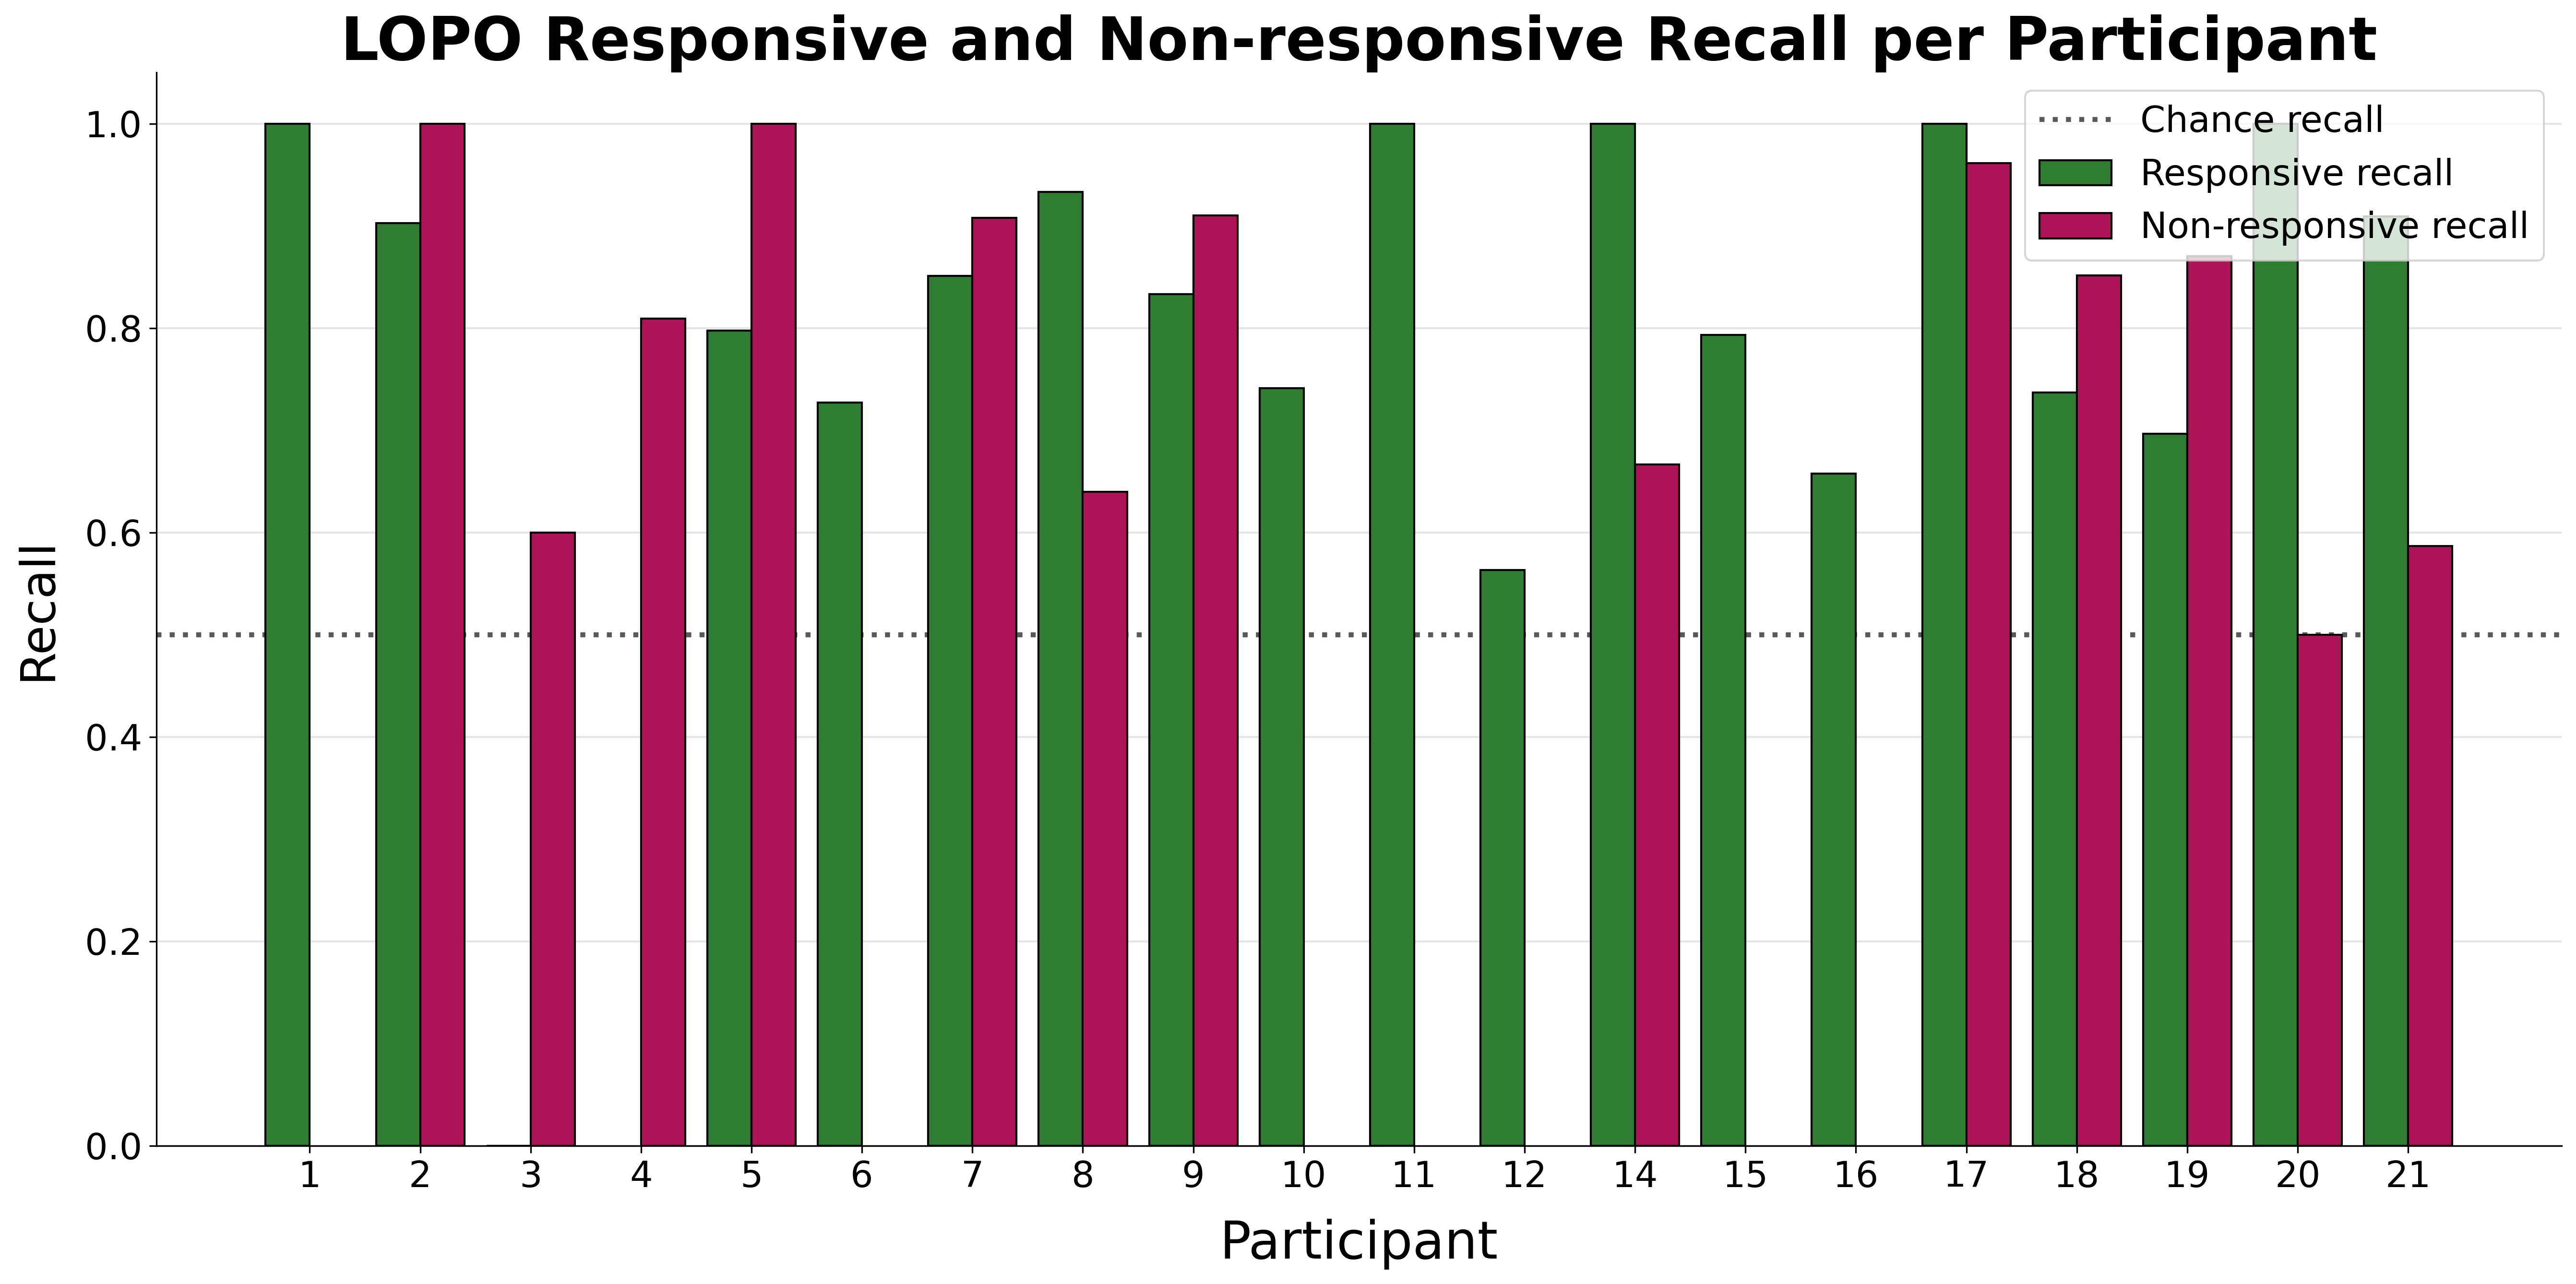 LOPO Responsive and Non-responsive Recall per Participant
Chance recall
Responsive recall
Non-responsive recall
1.0
0.8
0.6
0.4
0.2
0.0
Recall
1 2 3 4 5 6 7 8 9 10 11 12 14 15 16 17 18 19 20 21
Participant